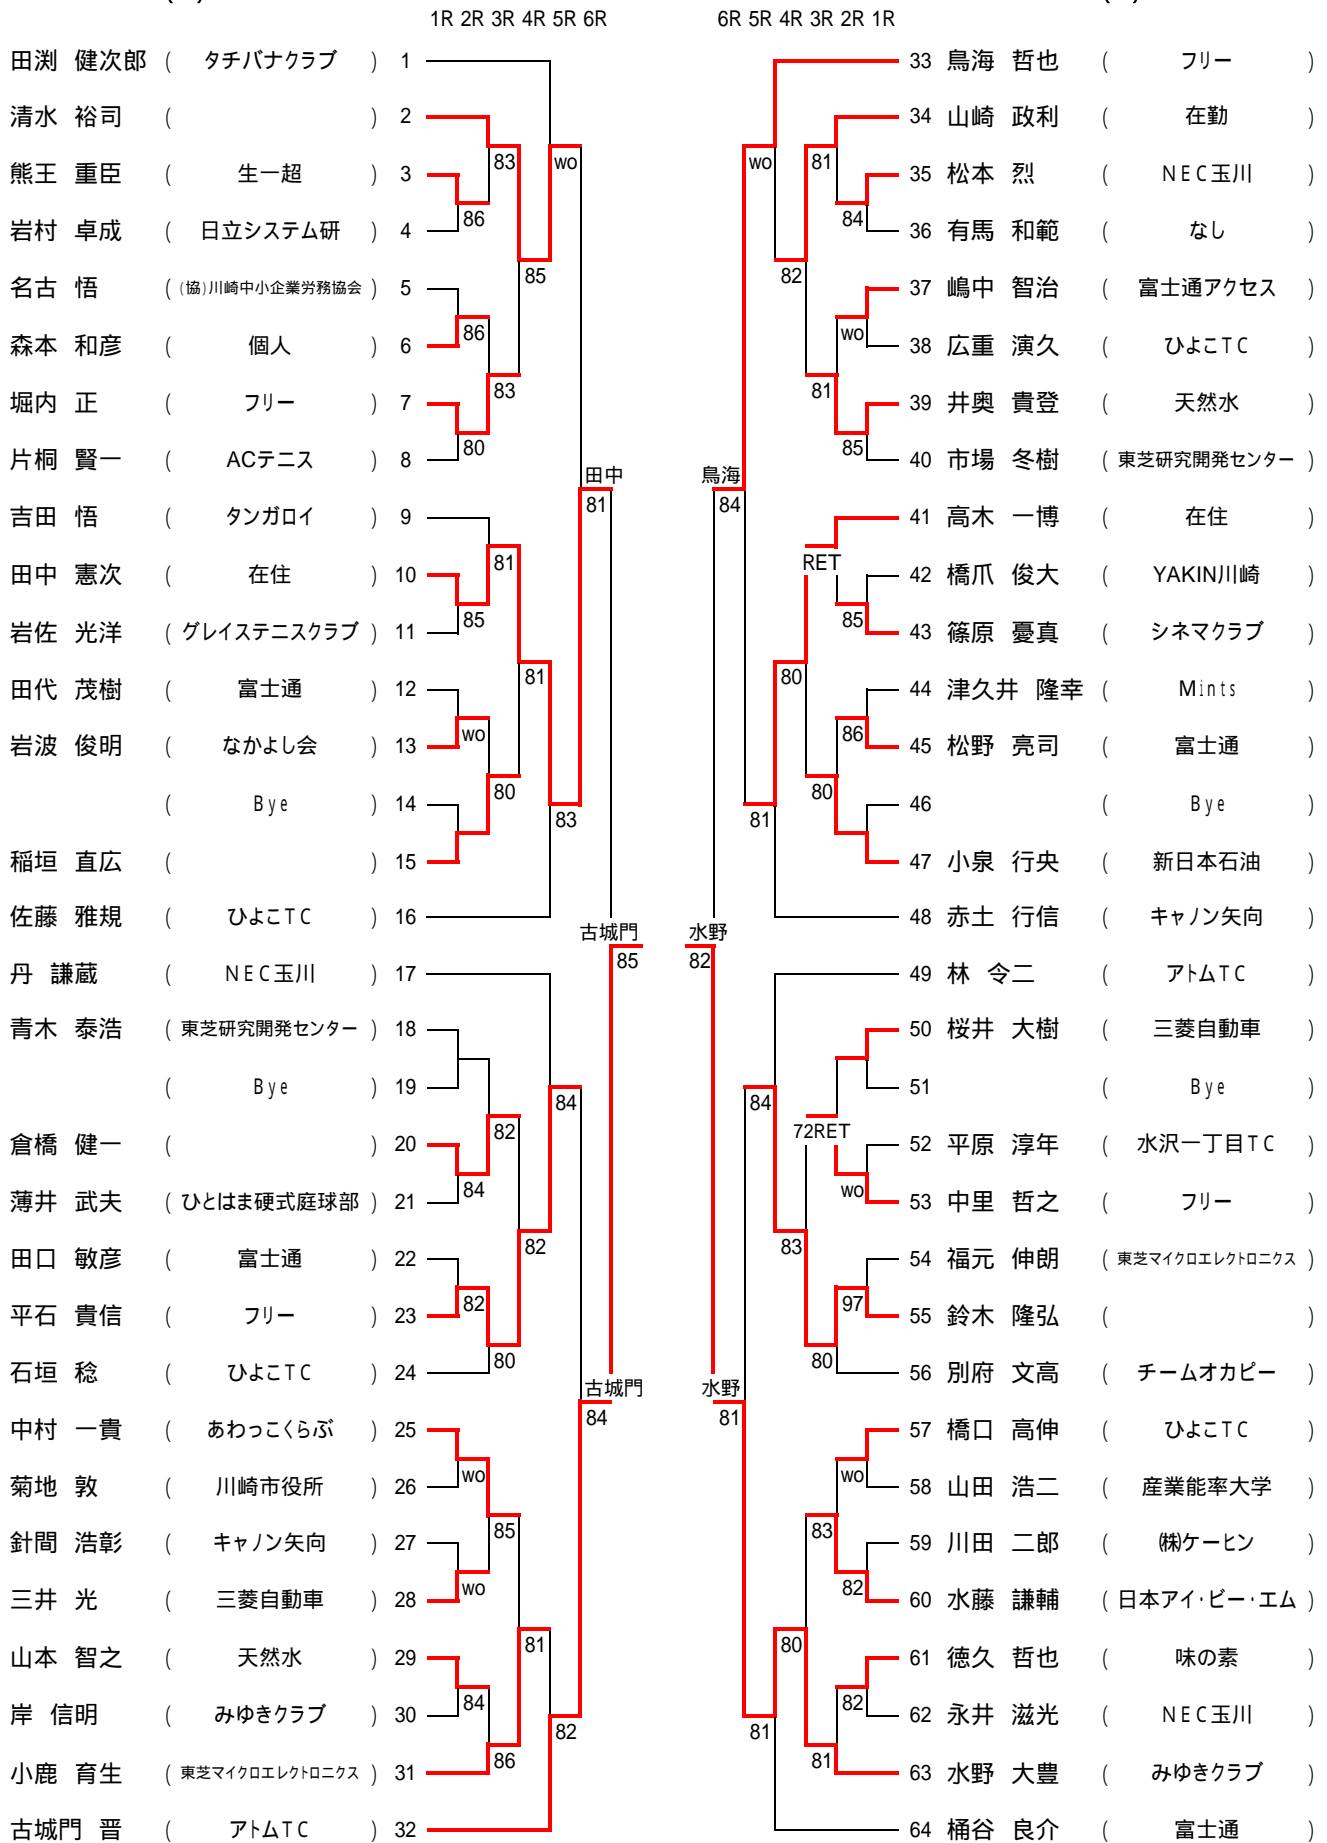 1R 2R 3R 4R 5R 6R
6R 5R 4R 3R 2R 1R
田渕 健次郎 ( タチバナクラブ ) 1
清水 裕司 ( ) 2
熊王 重臣 ( 生一超 ) 3
岩村 卓成 ( 日立システム研 ) 4
名古 悟 ( (協)川崎中小企業労務協会 ) 5
森本 和彦 ( 個人 ) 6
堀内 正 ( フリー ) 7
片桐 賢一 ( ACテニス ) 8
吉田 悟 ( タンガロイ ) 9
田中 憲次 ( 在住 ) 10
岩佐 光洋 ( グレイステニスクラブ ) 11
田代 茂樹 ( 富士通 ) 12
岩波 俊明 ( なかよし会 ) 13
( Bye ) 14
稲垣 直広 ( ) 15
佐藤 雅規 ( ひよこTC ) 16
丹 謙蔵 ( NEC玉川 ) 17
青木 泰浩 ( 東芝研究開発センター ) 18
( Bye ) 19
倉橋 健一 ( ) 20
薄井 武夫 ( ひとはま硬式庭球部 ) 21
田口 敏彦 ( 富士通 ) 22
平石 貴信 ( フリー ) 23
石垣 稔 ( ひよこTC ) 24
中村 一貴 ( あわっこくらぶ ) 25
菊地 敦 ( 川崎市役所 ) 26
針間 浩彰 ( キャノン矢向 ) 27
三井 光 ( 三菱自動車 ) 28
山本 智之 ( 天然水 ) 29
岸 信明 ( みゆきクラブ ) 30
小鹿 育生 ( 東芝マイクロエレクトロニクス ) 31
古城門 晋 ( アトムTC ) 32
83
wo
86
85
86
83
80
田中
81
81
85
81
wo
80
83
古城門
85
84
82
84
82
82
80
古城門
84
wo
85
wo
81
84
82
86
33 鳥海 哲也 ( フリー )
34 山崎 政利 ( 在勤 )
35 松本 烈 ( NEC玉川 )
36 有馬 和範 ( なし )
37 嶋中 智治 ( 富士通アクセス )
38 広重 演久 ( ひよこTC )
39 井奥 貴登 ( 天然水 )
40 市場 冬樹 ( 東芝研究開発センター )
41 高木 一博 ( 在住 )
42 橋爪 俊大 ( YAKIN川崎 )
43 篠原 憂真 ( シネマクラブ )
44 津久井 隆幸 ( Mints )
45 松野 亮司 ( 富士通 )
46 ( Bye )
47 小泉 行央 ( 新日本石油 )
48 赤土 行信 ( キャノン矢向 )
49 林 令二 ( アトムTC )
50 桜井 大樹 ( 三菱自動車 )
51 ( Bye )
52 平原 淳年 ( 水沢一丁目TC )
53 中里 哲之 ( フリー )
54 福元 伸朗 ( 東芝マイクロエレクトロニクス )
55 鈴木 隆弘 ( )
56 別府 文高 ( チームオカピー )
57 橋口 高伸 ( ひよこTC )
58 山田 浩二 ( 産業能率大学 )
59 川田 二郎 ( ㈱ケーヒン )
60 水藤 謙輔 ( 日本アイ・ビー・エム )
61 徳久 哲也 ( 味の素 )
62 永井 滋光 ( NEC玉川 )
63 水野 大豊 ( みゆきクラブ )
64 桶谷 良介 ( 富士通 )
wo
81
84
82
wo
81
85
鳥海
84
RET
85
80
86
80
81
水野
82
84
72RET
wo
83
97
80
水野
81
wo
83
82
80
82
81
81